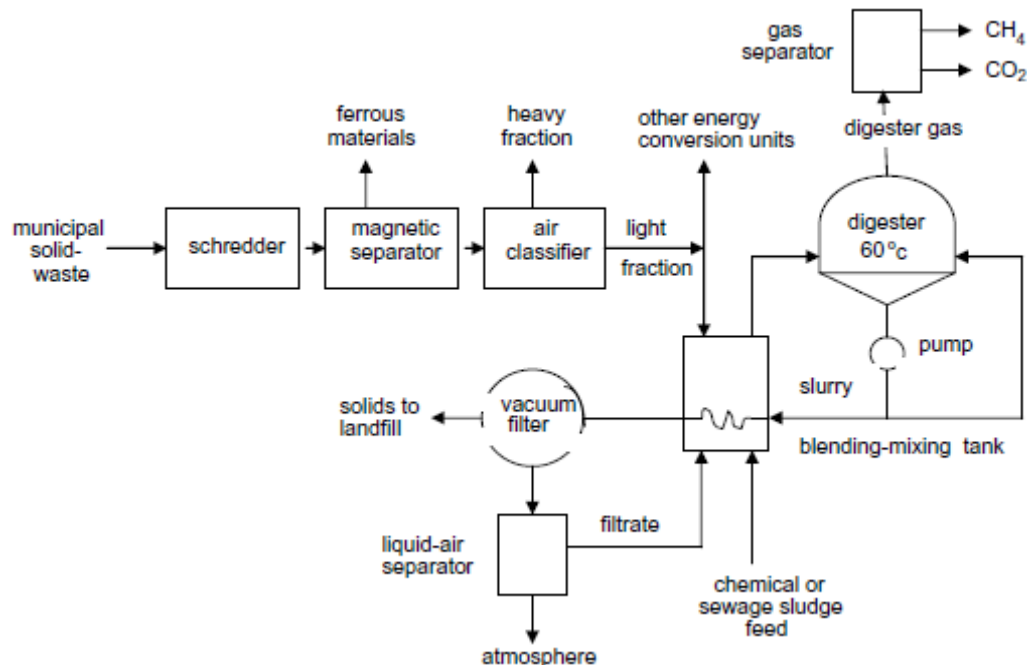 gas
separator
CH4
CO2
ferrous
materials
heavy
fraction
other energy
conversion units
digester gas
municipal
solid-
waste
schredder
magnetic
separator
air
classifier
light
fraction
digester
60 oc
pump
slurry
solids to
landfill
vacuum
filter
blending-mixing tank
liquid-air
separator
filtrate
chemical or
sewage sludge
feed
atmosphere